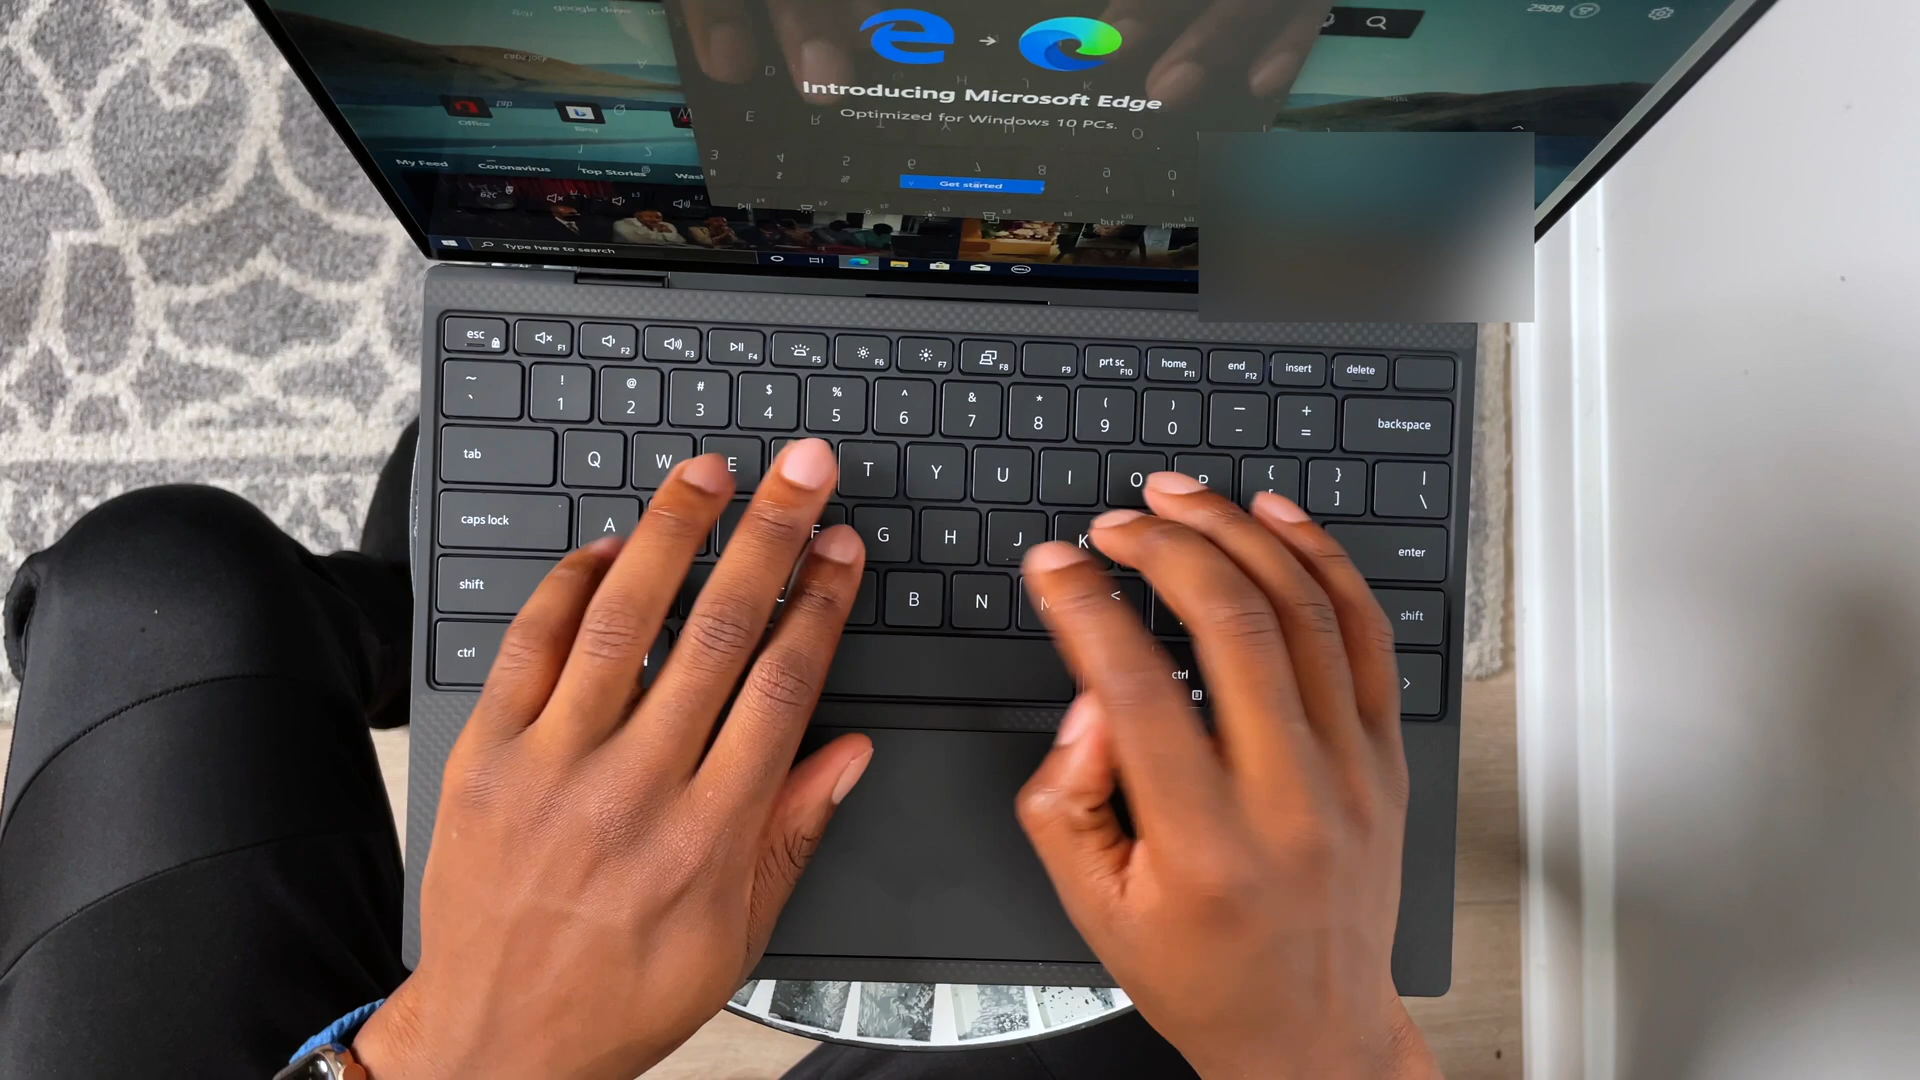 Introducing Microsoft Edge
Optimized for Windows 10 PCs.
Office
Bing
My Feed
Coronavirus
Top Stories
Get started
Type here to search
DELL
esc
F1
F2
F3
F4
F5
F6
F7
F8
F9
prt sc
F10
home
F11
end
F12
insert
delete
~ ! @ # $ % ^ & * ( ) — +
` 1 2 3 4 5 6 7 8 9 0 - =
backspace
tab Q W E T Y U I O P { } |
[ ] \
caps lock A F G H J K enter
shift C B N M < shift
ctrl ctrl >